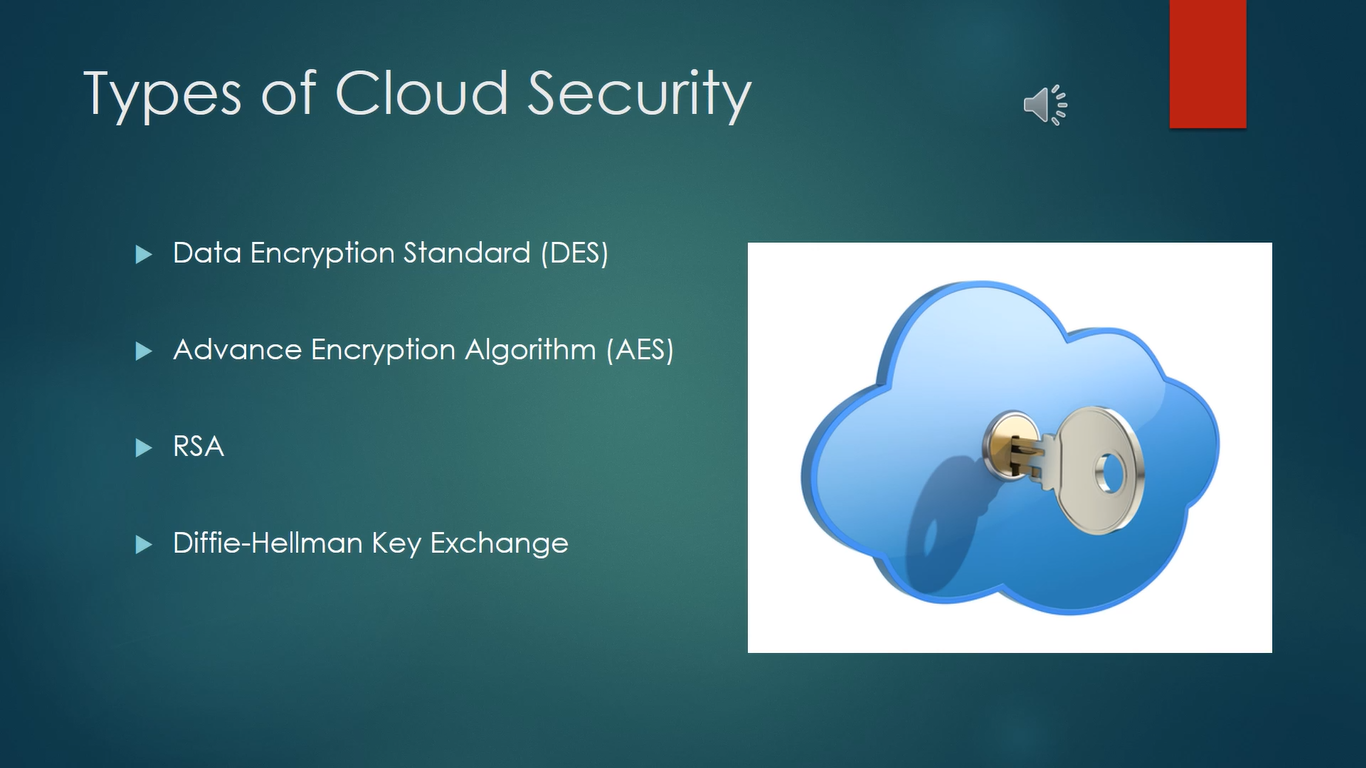 Types of Cloud Security
Data Encryption Standard (DES)
Advance Encryption Algorithm (AES)
RSA
Diffie-Hellman Key Exchange